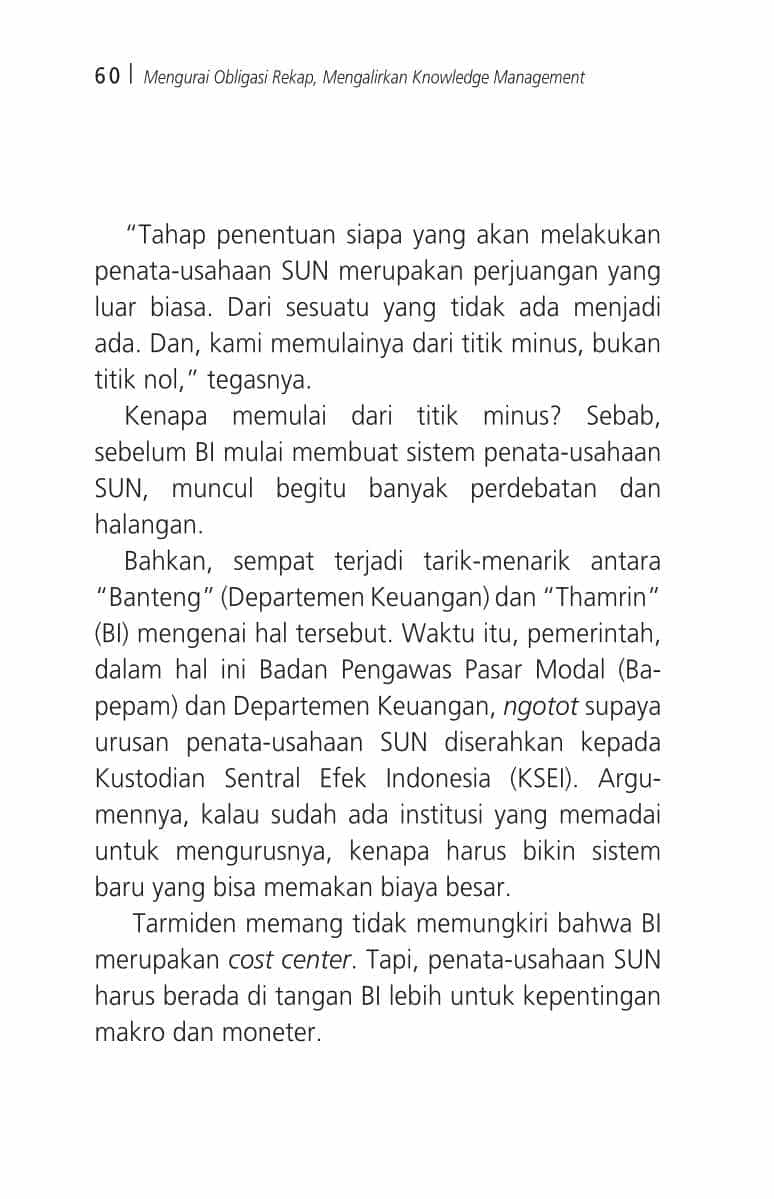 60 | Mengurai Obligasi Rekap, Mengalirkan Knowledge Management
“Tahap penentuan siapa yang akan melakukan
penata-usahaan SUN merupakan perjuangan yang
luar biasa. Dari sesuatu yang tidak ada menjadi
ada. Dan, kami memulainya dari titik minus, bukan
titik nol,” tegasnya.
Kenapa memulai dari titik minus? Sebab,
sebelum BI mulai membuat sistem penata-usahaan
SUN, muncul begitu banyak perdebatan dan
halangan.
Bahkan, sempat terjadi tarik-menarik antara
“Banteng” (Departemen Keuangan) dan “Thamrin”
(BI) mengenai hal tersebut. Waktu itu, pemerintah,
dalam hal ini Badan Pengawas Pasar Modal (Ba-
pepam) dan Departemen Keuangan, ngotot supaya
urusan penata-usahaan SUN diserahkan kepada
Kustodian Sentral Efek Indonesia (KSEI). Argu-
mennya, kalau sudah ada institusi yang memadai
untuk mengurusnya, kenapa harus bikin sistem
baru yang bisa memakan biaya besar.
Tarmiden memang tidak memungkiri bahwa BI
merupakan cost center. Tapi, penata-usahaan SUN
harus berada di tangan BI lebih untuk kepentingan
makro dan moneter.